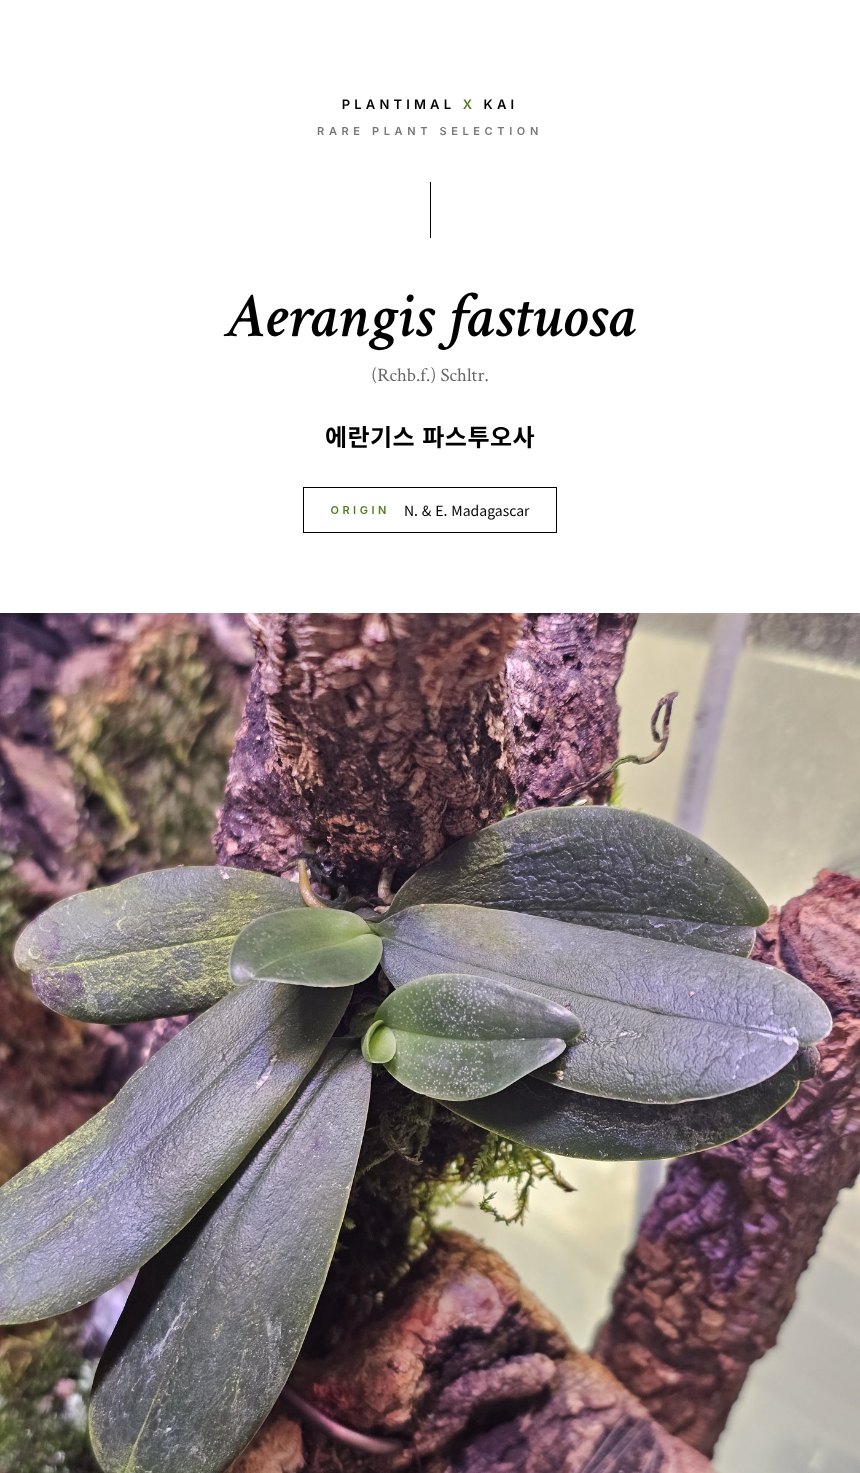 PLANTIMAL X KAI
RARE PLANT SELECTION
Aerangis fastuosa
(Rchb.f.) Schltr.
에란기스 파스투오사
ORIGIN N. & E. Madagascar